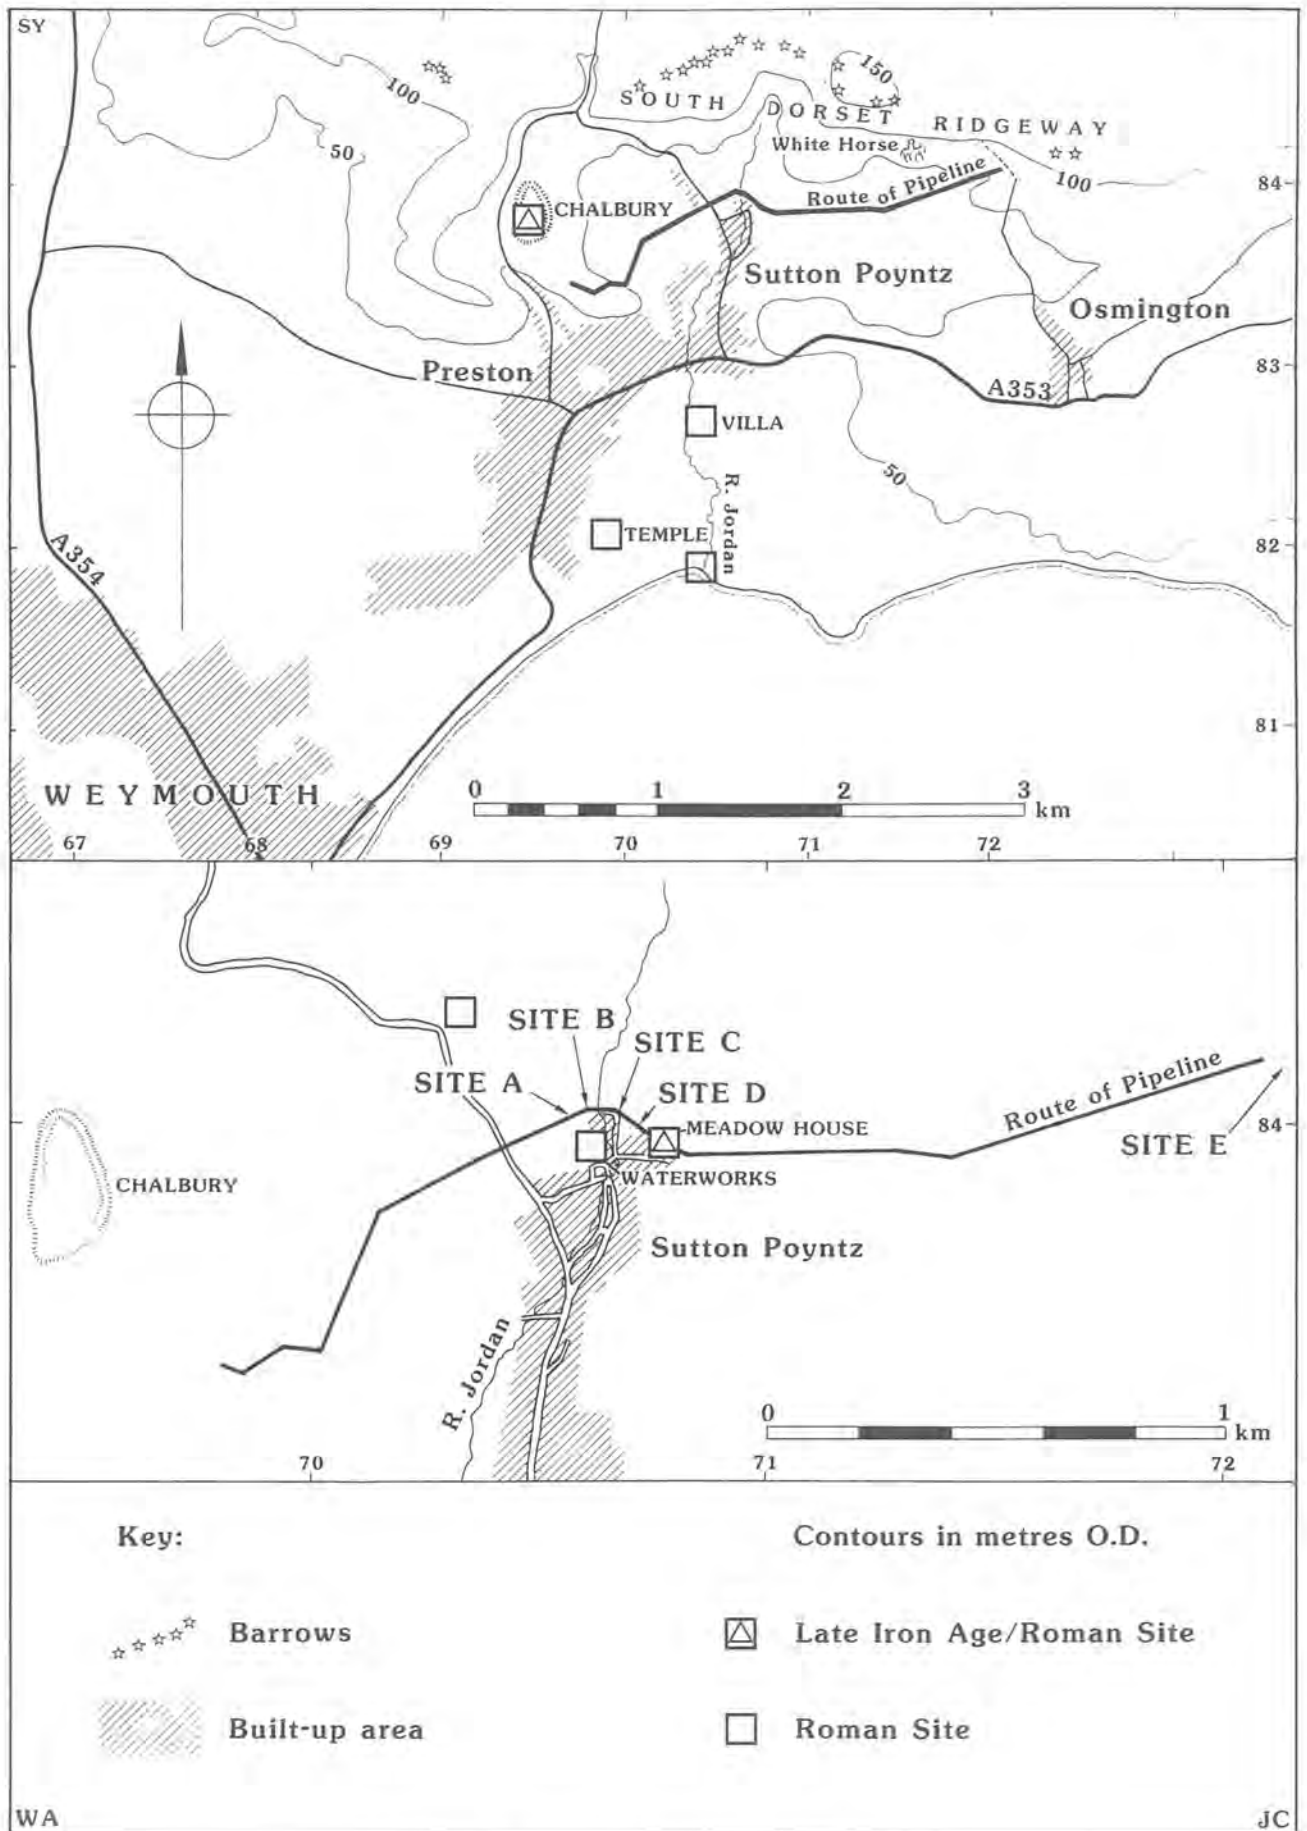 SY
100
150
SOUTH DORSET RIDGEWAY
50
White Horse
100
84
Route of Pipeline
CHALBURY
Sutton Poyntz
Osmington
83
Preston
A353
VILLA
50
R. Jordan
TEMPLE
82
A354
81
WEYMOUTH
0 1 2 3 km
67 68 69 70 71 72
SITE B
SITE C
SITE A
SITE D
Route of Pipeline
MEADOW HOUSE
84
SITE E
CHALBURY
WATERWORKS
Sutton Poyntz
R. Jordan
0 1 km
70 71 72
Key:
Contours in metres O.D.
Barrows
Late Iron Age/Roman Site
Built-up area
Roman Site
WA
JC